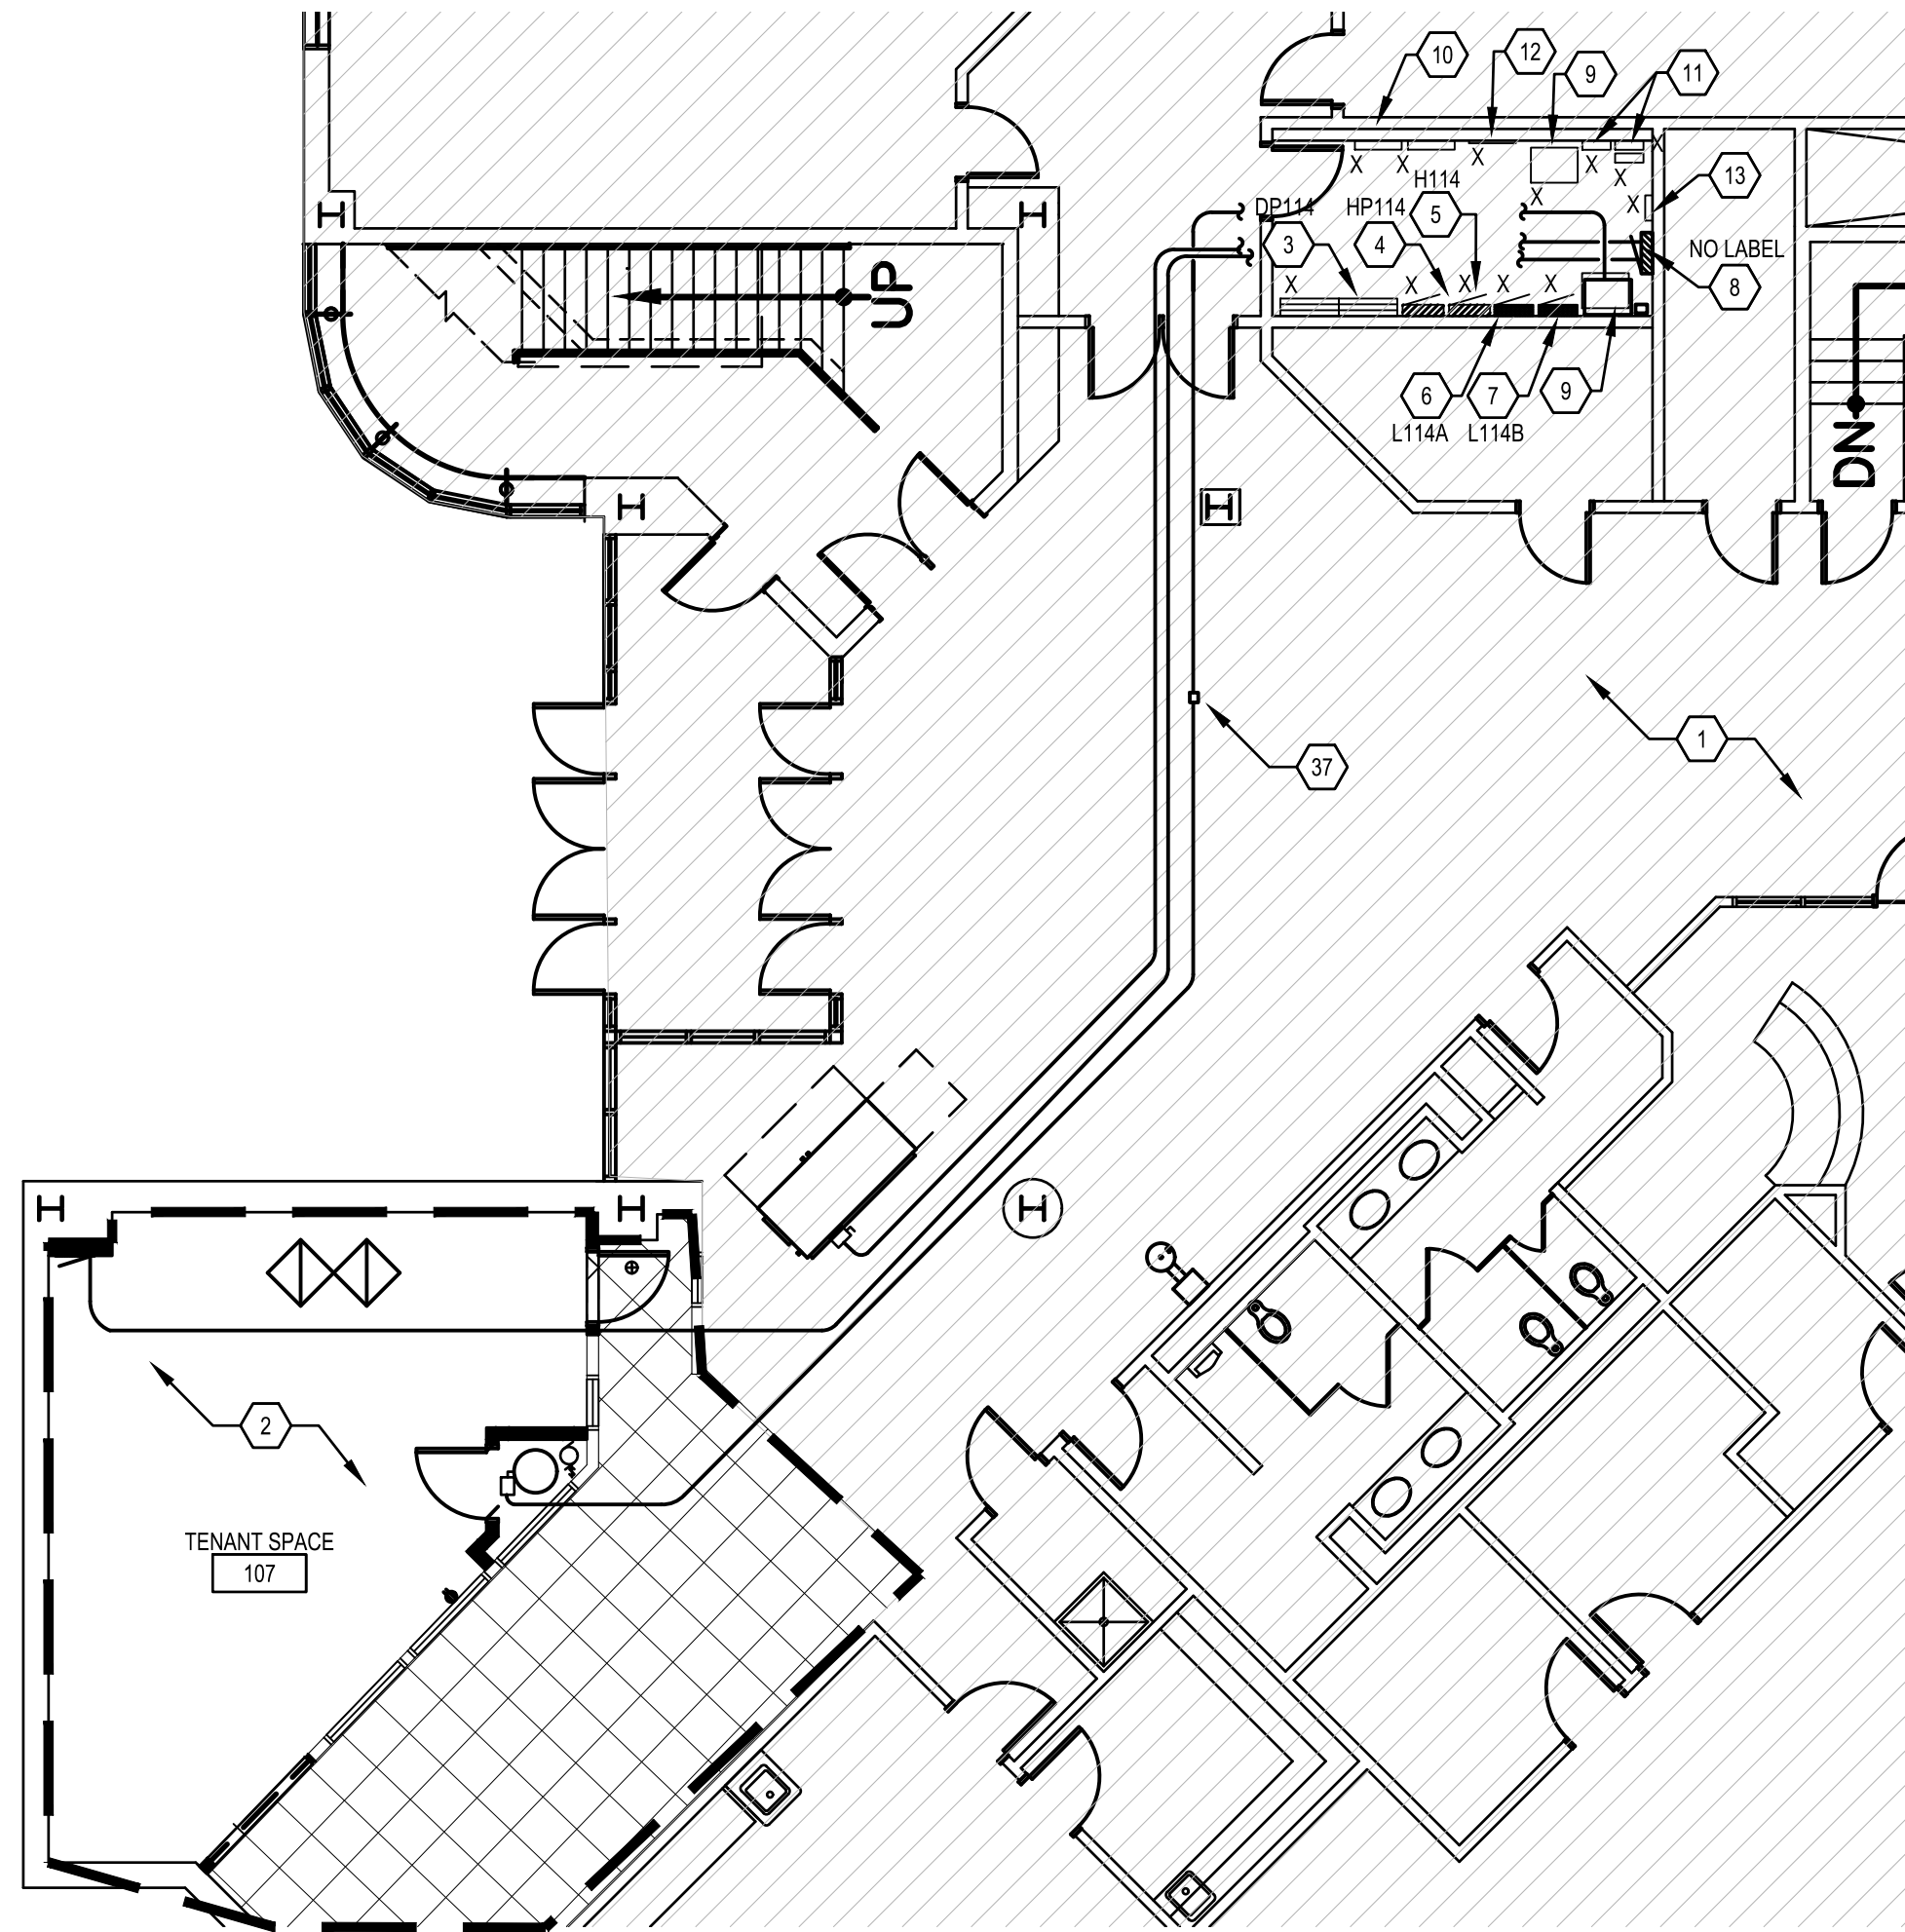 10
12
9
11
13
H114
DP114
HP114
5
3
4
NO LABEL
8
UP
6
7
9
L114A
L114B
DN
1
37
2
TENANT SPACE
107
X
X
X
X
X
X
X
X
X
X
X
X
X
H
H
H
H
H
H
H